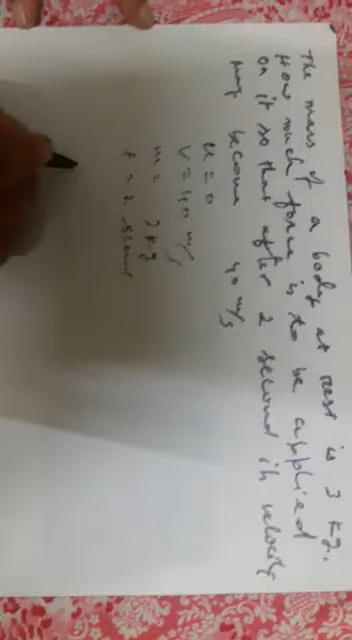 The mass of a body at rest is 3 kg.
How much force is to be applied
on it so that after 2 second its velocity
may become 40 m/s
u = 0
v = 40 m/s
m = 3 kg
t = 2 second